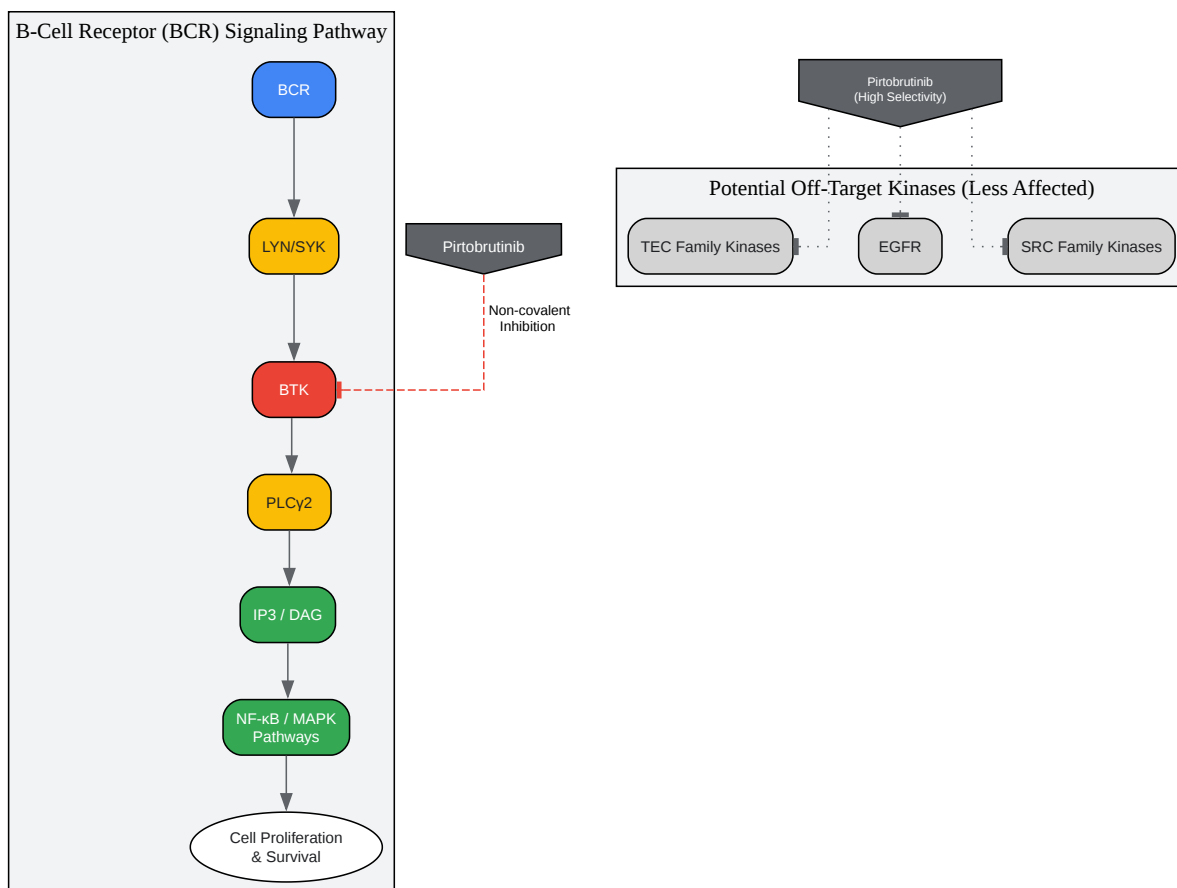 B-Cell Receptor (BCR) Signaling Pathway
BCR
LYN/SYK
BTK
PLCγ2
IP3 / DAG
NF-κB / MAPK
Pathways
Cell Proliferation
& Survival
Pirtobrutinib
Non-covalent
Inhibition
Pirtobrutinib
(High Selectivity)
Potential Off-Target Kinases (Less Affected)
TEC Family Kinases
EGFR
SRC Family Kinases